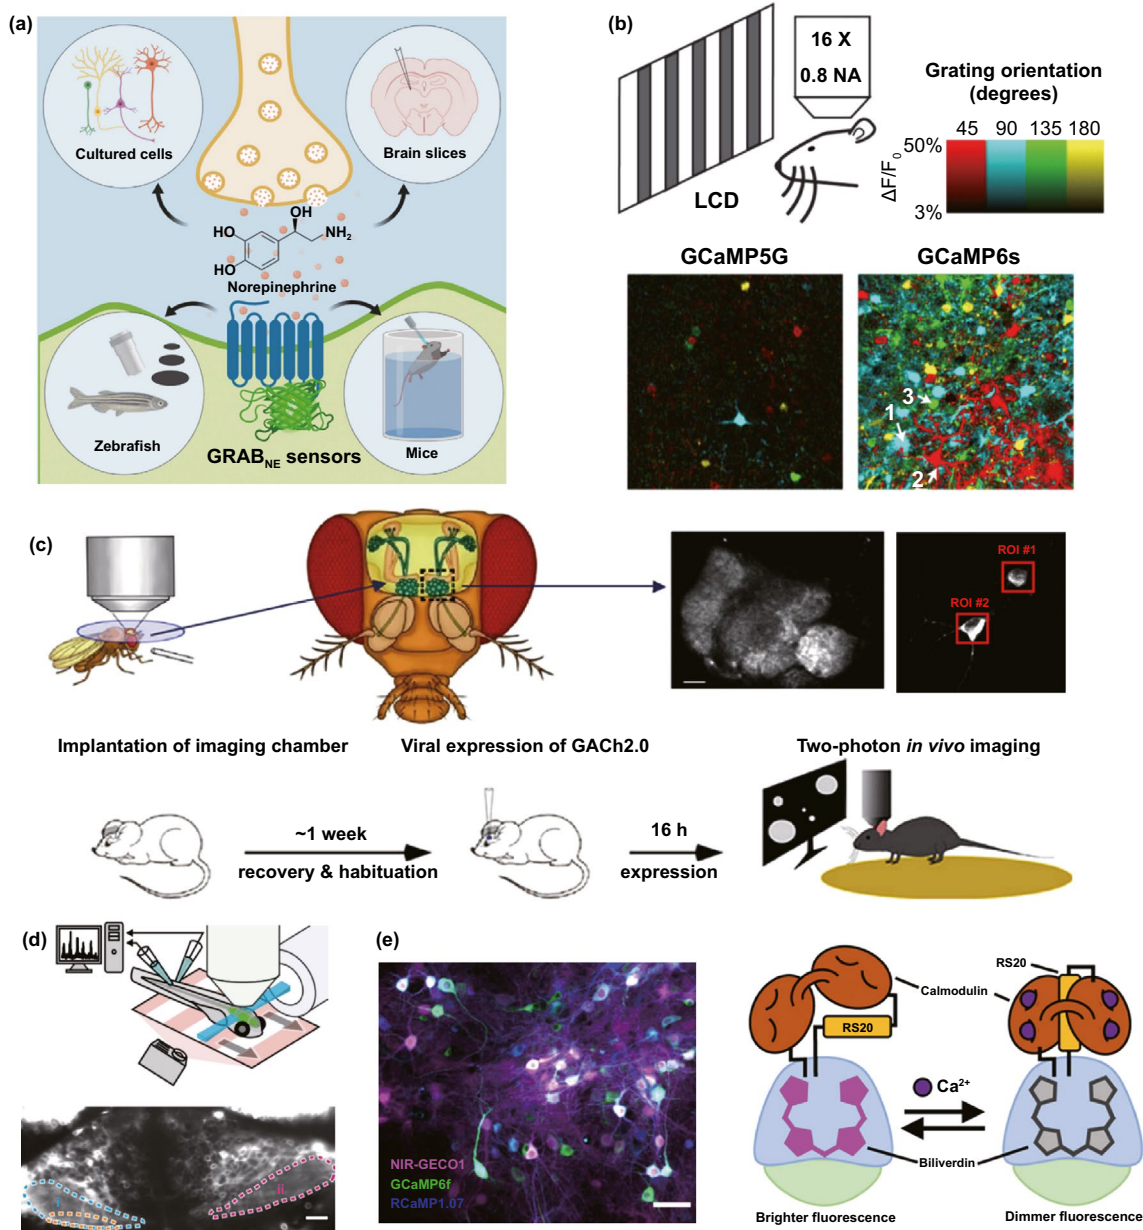 (a)
Cultured cells
Brain slices
OH
HO
NH2
HO
Norepinephrine
Zebrafish
GRABNE sensors
Mice
(b)
16 X
0.8 NA
LCD
Grating orientation
(degrees)
45 90 135 180
50%
ΔF/F0
3%
GCaMP5G
GCaMP6s
1
3
2
(c)
ROI #1
ROI #2
Implantation of imaging chamber
Viral expression of GACh2.0
Two-photon in vivo imaging
~1 week
recovery & habituation
16 h
expression
(d)
i
ii
(e)
NIR-GECO1
GCaMP6f
RCaMP1.07
RS20
Calmodulin
RS20
Ca2+
Biliverdin
Brighter fluorescence
Dimmer fluorescence